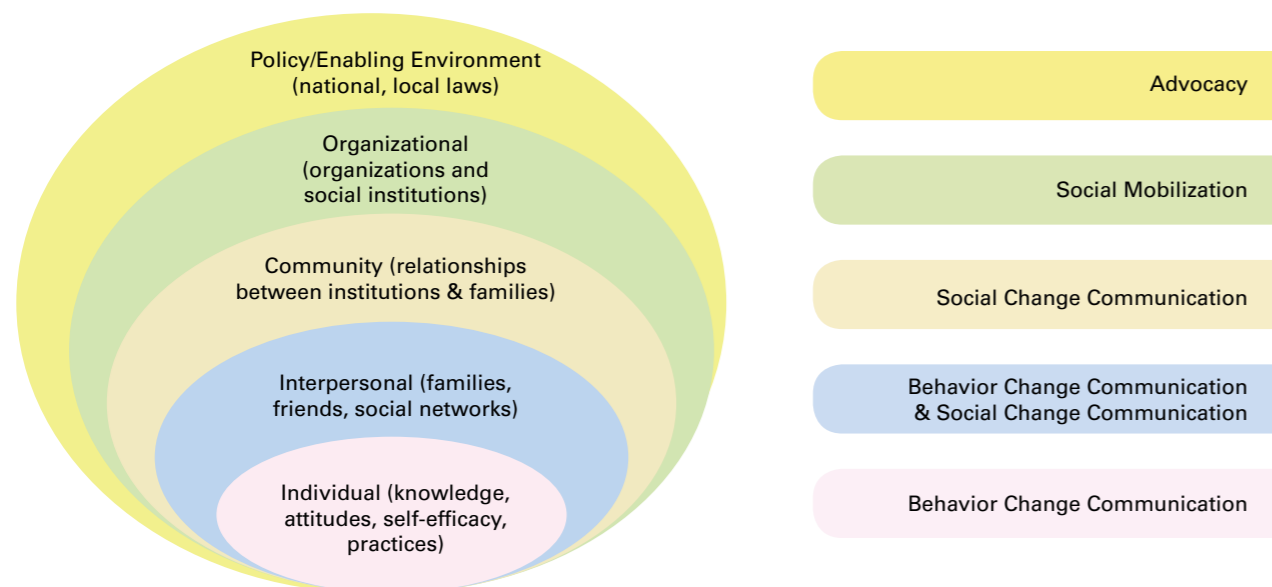 Policy/Enabling Environment
(national, local laws)
Organizational
(organizations and
social institutions)
Community (relationships
between institutions & families)
Interpersonal (families,
friends, social networks)
Individual (knowledge,
attitudes, self-efficacy,
practices)
Advocacy
Social Mobilization
Social Change Communication
Behavior Change Communication
& Social Change Communication
Behavior Change Communication